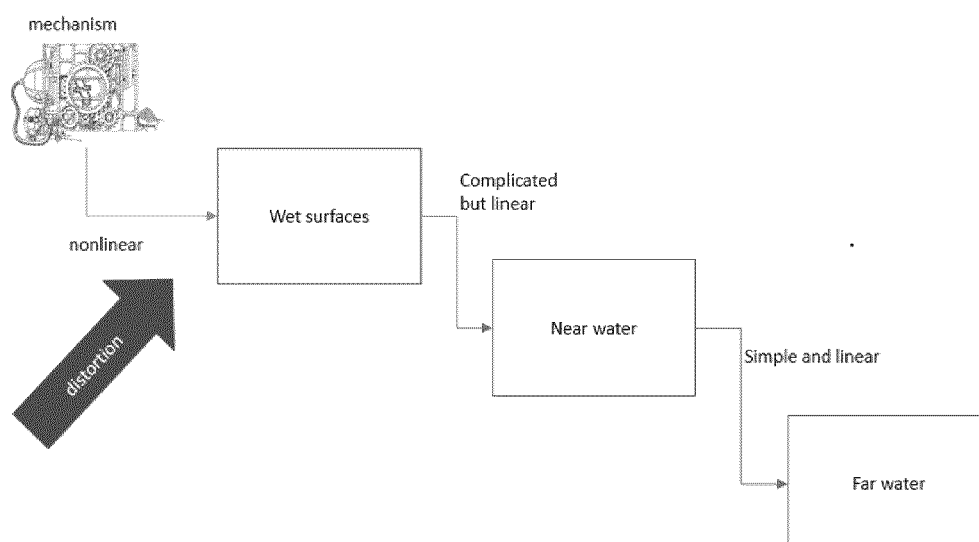 mechanism
nonlinear
distortion
Wet surfaces
Complicated
but linear
Near water
Simple and linear
Far water